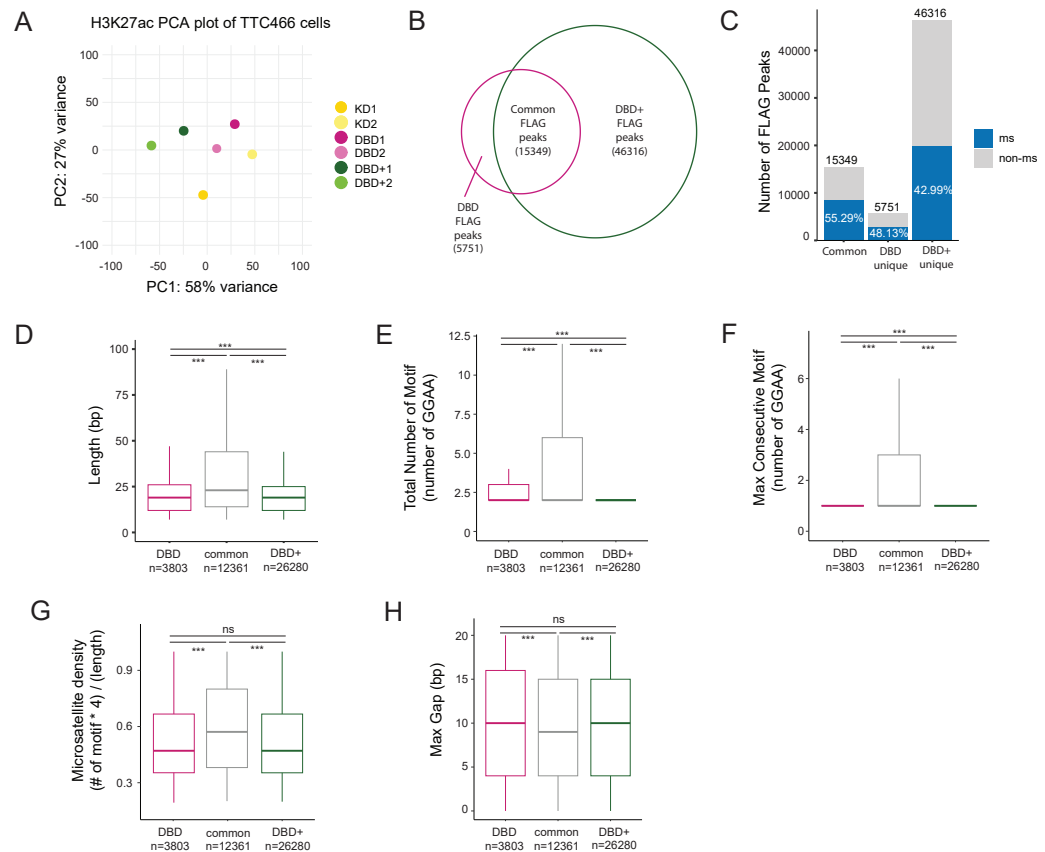 A
H3K27ac PCA plot of TTC466 cells
100
50
0
-50
-100
PC2: 27% variance
-100
-50
0
50
100
PC1: 58% variance
KD1
KD2
DBD1
DBD2
DBD+1
DBD+2
B
Common
FLAG
peaks
(15349)
DBD+
FLAG
peaks
(46316)
DBD
FLAG
peaks
(5751)
C
Number of FLAG Peaks
40000
30000
20000
10000
0
15349
5751
46316
55.29%
48.13%
42.99%
Common
DBD
unique
DBD+
unique
ms
non-ms
D
Length (bp)
100
75
50
25
0
***
***
***
DBD
n=3803
common
n=12361
DBD+
n=26280
E
Total Number of Motif
(number of GGAA)
12.5
10.0
7.5
5.0
2.5
0
***
***
***
DBD
n=3803
common
n=12361
DBD+
n=26280
F
Max Consecutive Motif
(number of GGAA)
6
4
2
0
***
***
***
DBD
n=3803
common
n=12361
DBD+
n=26280
G
Microsatellite density
(# of motif * 4) / (length)
0.9
0.6
0.3
ns
***
***
DBD
n=3803
common
n=12361
DBD+
n=26280
H
Max Gap (bp)
20
15
10
5
0
ns
***
***
DBD
n=3803
common
n=12361
DBD+
n=26280